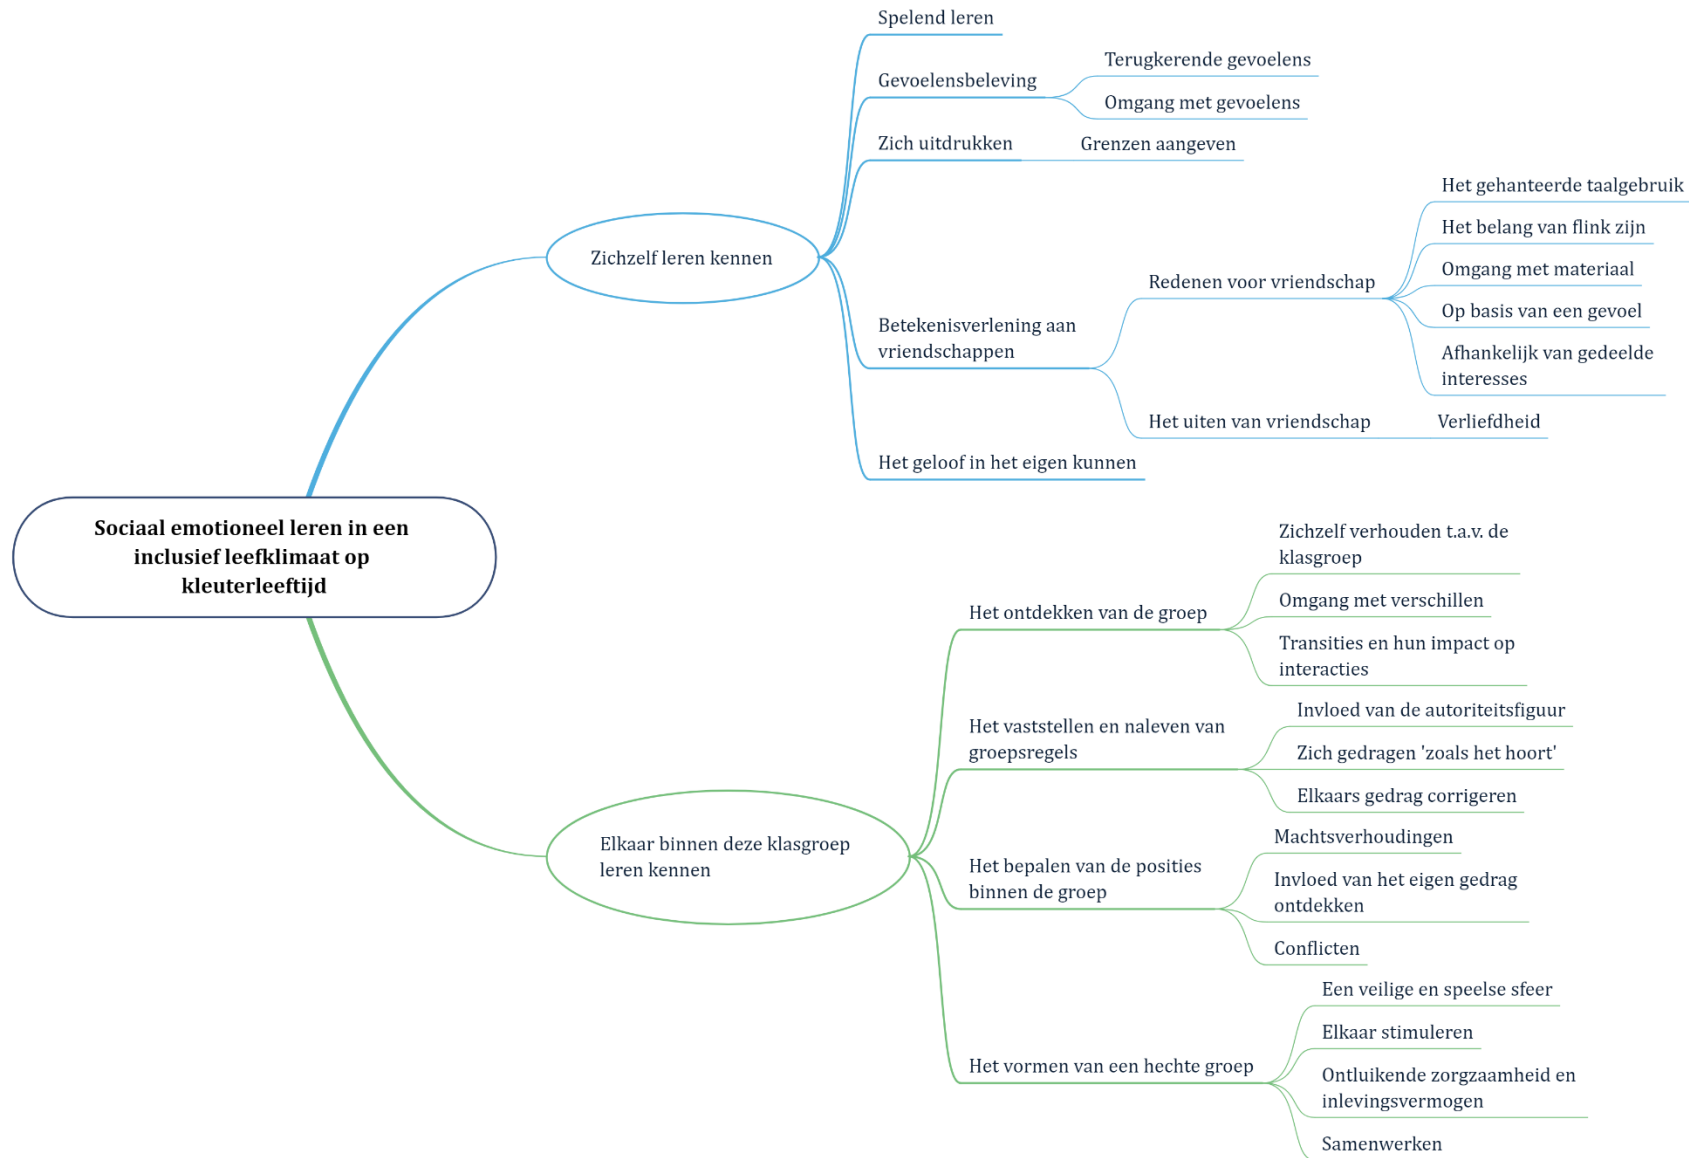 Sociaal emotioneel leren in een
inclusief leefklimaat op
kleuterleeftijd
Zichzelf leren kennen
Spelend leren
Gevoelensbeleving
Terugkerende gevoelens
Omgang met gevoelens
Zich uitdrukken
Grenzen aangeven
Betekenisverlening aan
vriendschappen
Redenen voor vriendschap
Het gehanteerde taalgebruik
Het belang van flink zijn
Omgang met materiaal
Op basis van een gevoel
Afhankelijk van gedeelde
interesses
Het uiten van vriendschap
Verliefdheid
Het geloof in het eigen kunnen
Elkaar binnen deze klasgroep
leren kennen
Het ontdekken van de groep
Zichzelf verhouden t.a.v. de
klasgroep
Omgang met verschillen
Transities en hun impact op
interacties
Het vaststellen en naleven van
groepsregels
Invloed van de autoriteitsfiguur
Zich gedragen 'zoals het hoort'
Elkaars gedrag corrigeren
Het bepalen van de posities
binnen de groep
Machtsverhoudingen
Invloed van het eigen gedrag
ontdekken
Conflicten
Het vormen van een hechte groep
Een veilige en speelse sfeer
Elkaar stimuleren
Ontluikende zorgzaamheid en
inlevingsvermogen
Samenwerken